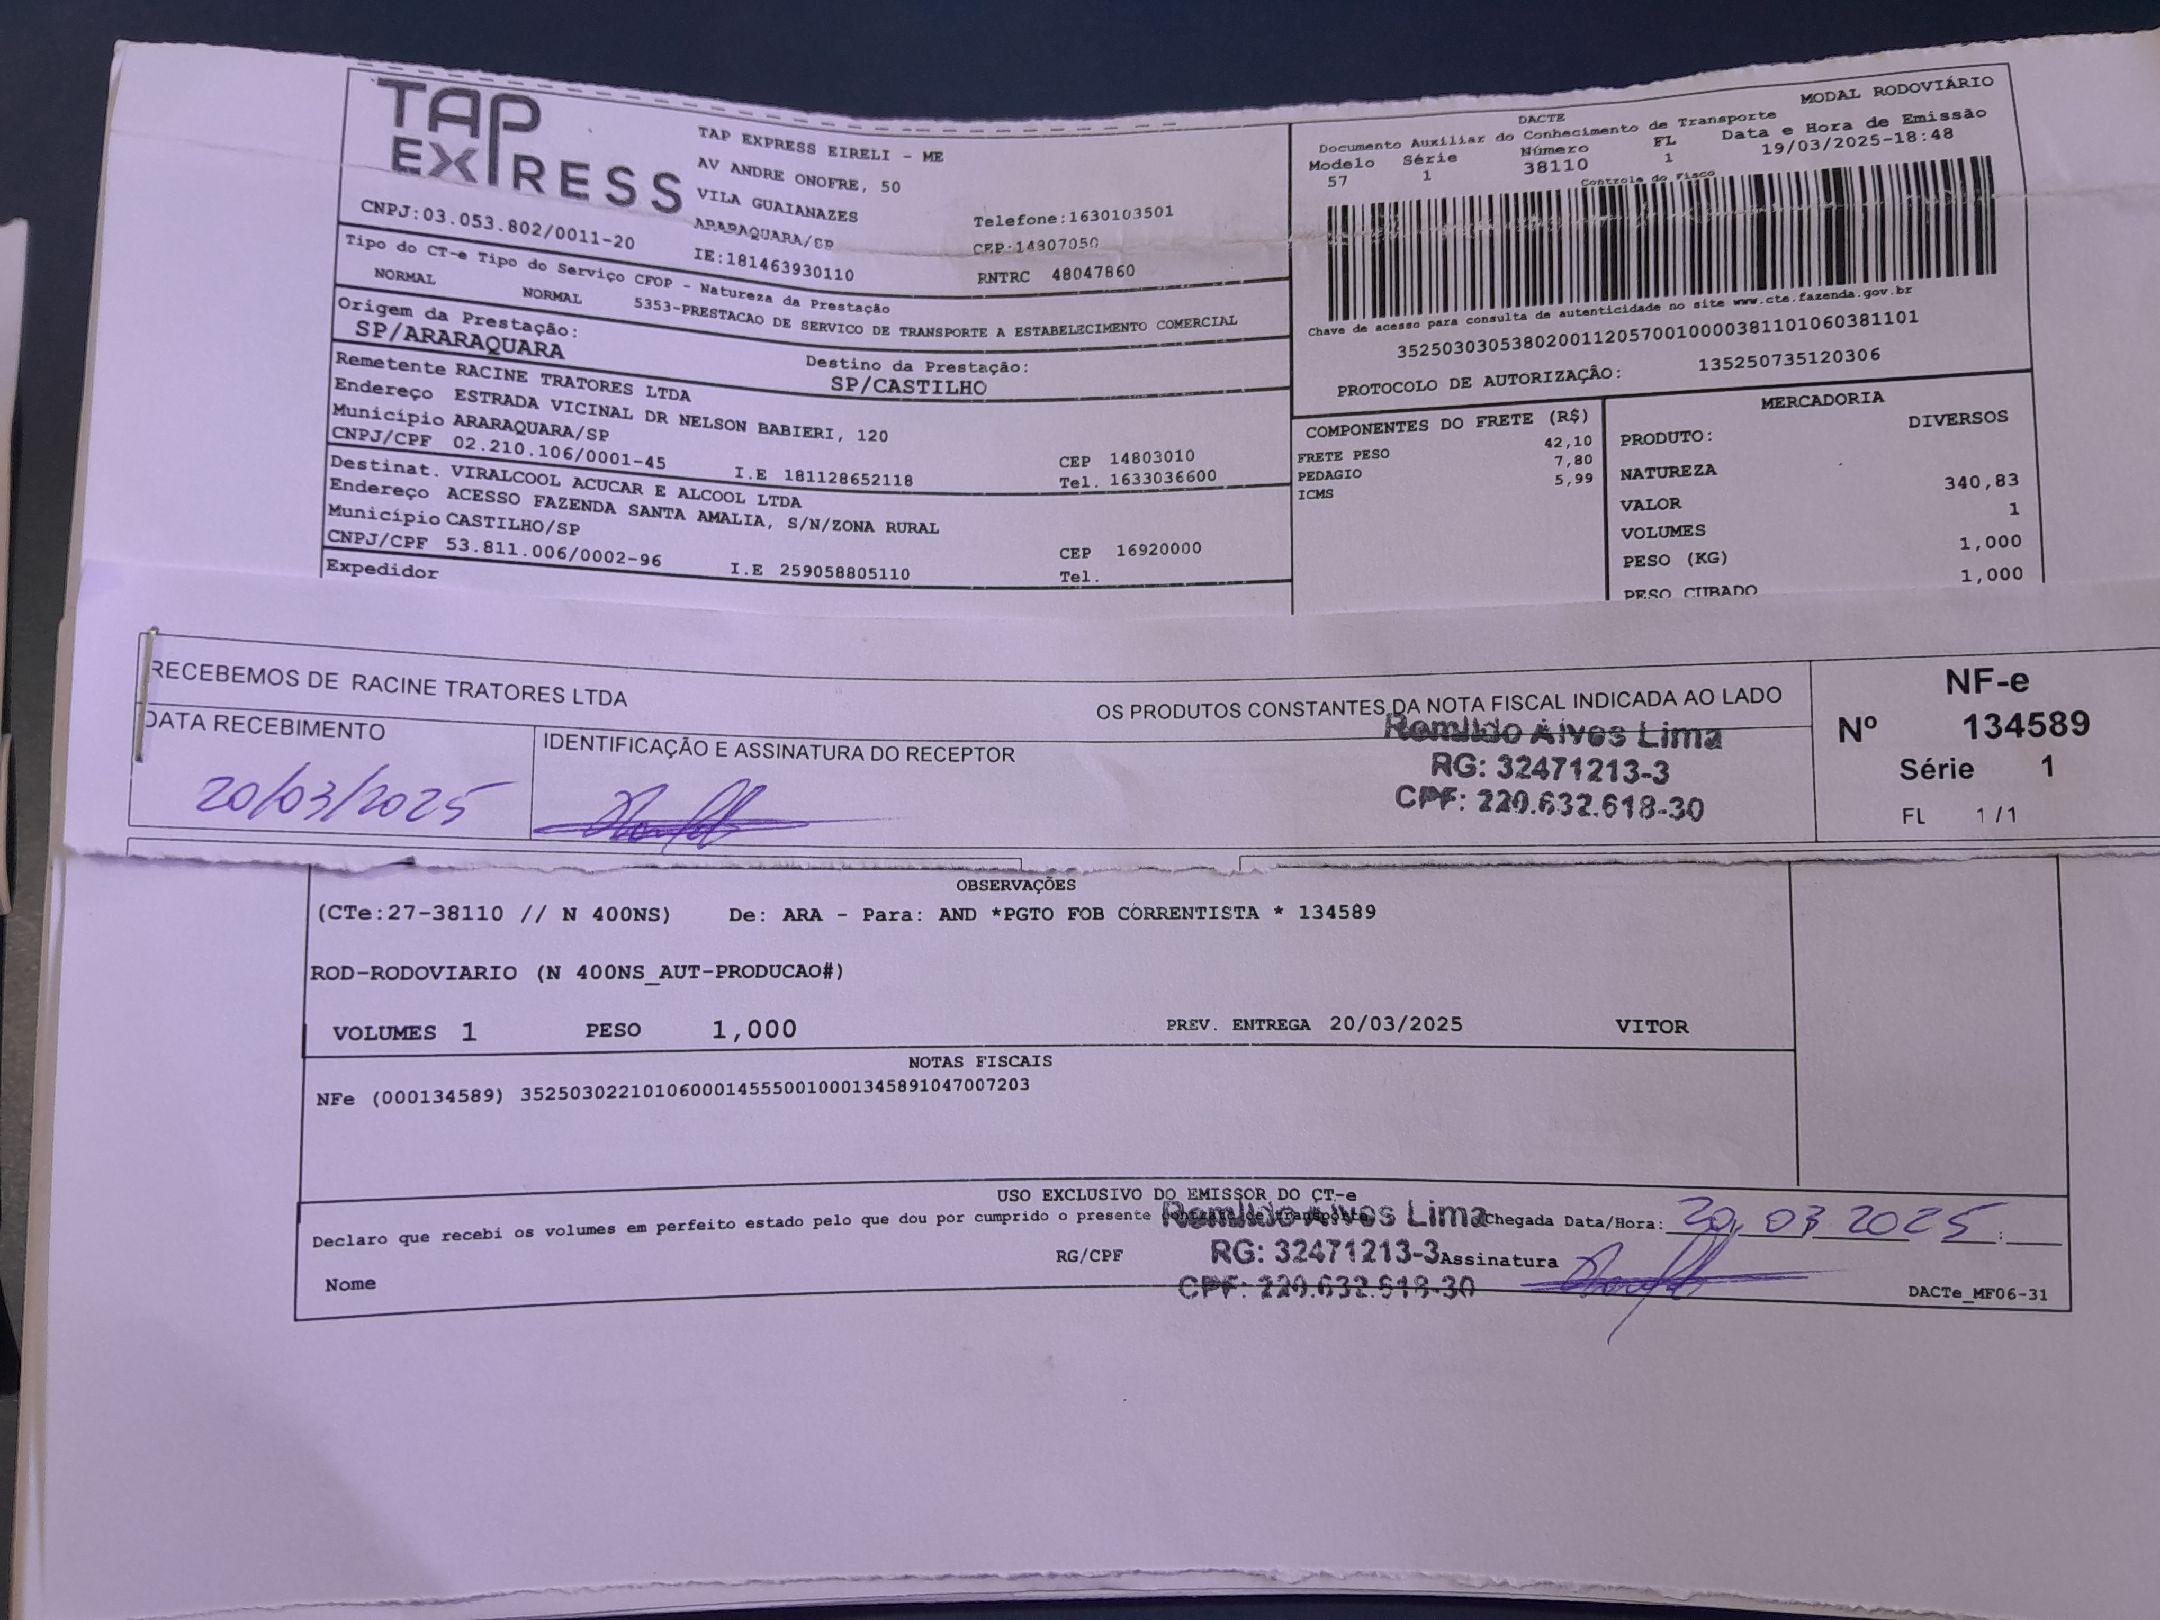 TAP
EXPRESS
TAP EXPRESS EIRELI - ME
AV ANDRE ONOFRE, 50
VILA GUAIANAZES
ARARAQUARA/SP
Telefone:1630103501
CEP:14807050
CNPJ:03.053.802/0011-20
IE:181463930110
RNTRC 48047860
Tipo do CT-e Tipo do Serviço CFOP - Natureza da Prestação
NORMAL NORMAL 5353-PRESTACAO DE SERVICO DE TRANSPORTE A ESTABELECIMENTO COMERCIAL
Origem da Prestação:
SP/ARARAQUARA
Destino da Prestação:
SP/CASTILHO
Remetente RACINE TRATORES LTDA
Endereço ESTRADA VICINAL DR NELSON BABIERI, 120
Município ARARAQUARA/SP
CEP 14803010
CNPJ/CPF 02.210.106/0001-45 I.E 181128652118 Tel. 1633036600
Destinat. VIRALCOOL ACUCAR E ALCOOL LTDA
Endereço ACESSO FAZENDA SANTA AMALIA, S/N/ZONA RURAL
Município CASTILHO/SP
CEP 16920000
CNPJ/CPF 53.811.006/0002-96 I.E 259058805110 Tel.
Expedidor
DACTE
MODAL RODOVIÁRIO
Documento Auxiliar do Conhecimento de Transporte
Modelo Série Número FL Data e Hora de Emissão
57 1 38110 1 19/03/2025-18:48
Controle do Fisco
Chave de acesso para consulta de autenticidade no site www.cte.fazenda.gov.br
35250303053802001120570010000381101060381101
PROTOCOLO DE AUTORIZAÇÃO: 135250735120306
COMPONENTES DO FRETE (R$)
FRETE PESO 42,10
PEDAGIO 7,80
ICMS 5,99
MERCADORIA
PRODUTO: DIVERSOS
NATUREZA
VALOR 340,83
VOLUMES 1
PESO (KG) 1,000
PESO CUBADO 1,000
RECEBEMOS DE RACINE TRATORES LTDA OS PRODUTOS CONSTANTES DA NOTA FISCAL INDICADA AO LADO
DATA RECEBIMENTO
20/03/2025
IDENTIFICAÇÃO E ASSINATURA DO RECEPTOR
Romildo Alves Lima
RG: 32471213-3
CPF: 220.632.618-30
NF-e
Nº 134589
Série 1
FL 1 / 1
OBSERVAÇÕES
(CTe:27-38110 // N 400NS) De: ARA - Para: AND *PGTO FOB CORRENTISTA * 134589
ROD-RODOVIARIO (N 400NS_AUT-PRODUCAO#)
VOLUMES 1 PESO 1,000 PREV. ENTREGA 20/03/2025 VITOR
NOTAS FISCAIS
NFe (000134589) 35250302210106000145550010001345891047007203
USO EXCLUSIVO DO EMISSOR DO CT-e
Declaro que recebi os volumes em perfeito estado pelo que dou por cumprido o presente contrato de transporte
Romildo Alves Lima
RG: 32471213-3
CPF: 220.632.618-30
Chegada Data/Hora: 20, 03 2025 :
RG/CPF
Assinatura
Nome
DACTe_MF06-31